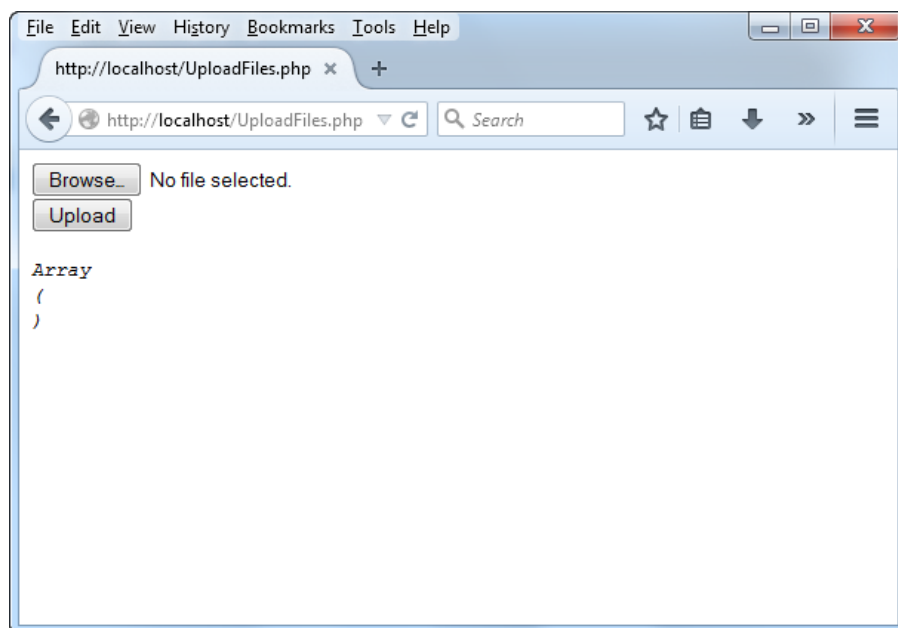 File Edit View History Bookmarks Tools Help
http://localhost/UploadFiles.php
http://localhost/UploadFiles.php Search
Browse… No file selected.
Upload
Array
(
)